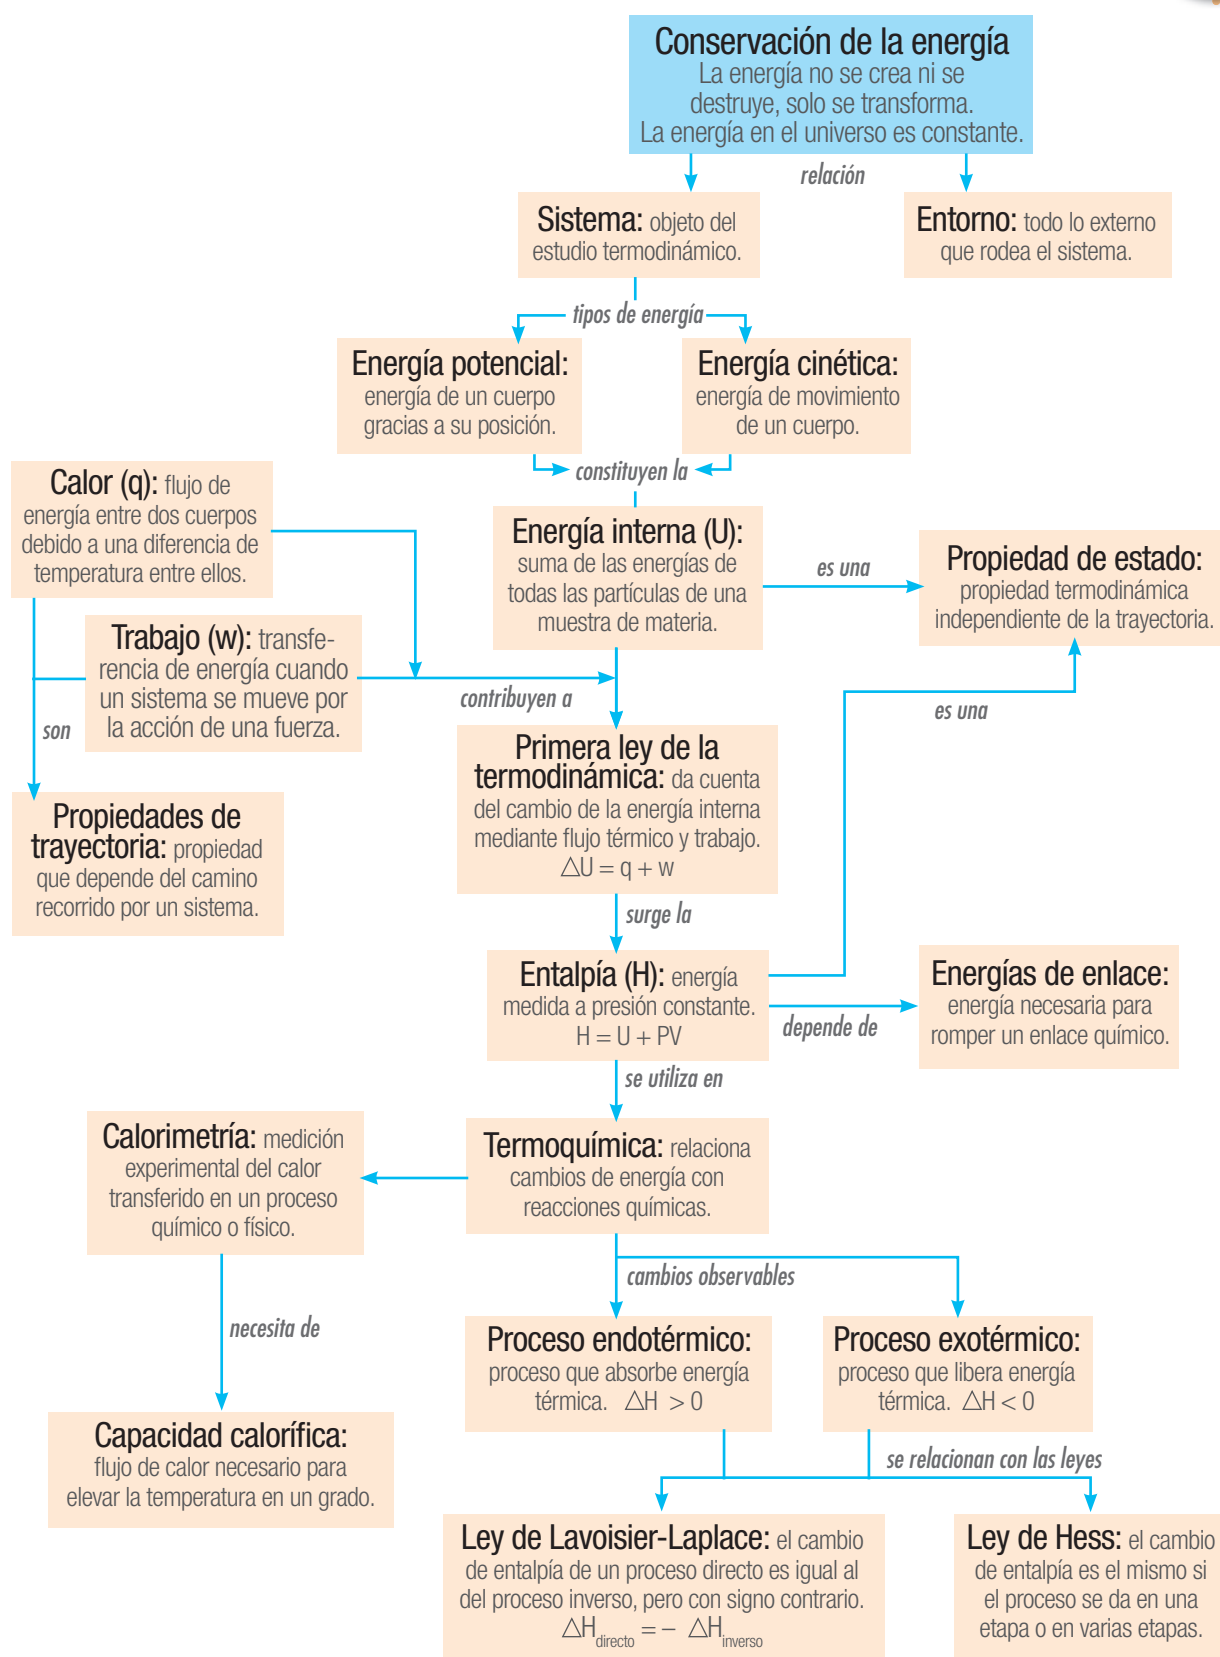 Conservación de la energía
La energía no se crea ni se
destruye, solo se transforma.
La energía en el universo es constante.
relación
Sistema: objeto del
estudio termodinámico.
Entorno: todo lo externo
que rodea el sistema.
tipos de energía
Energía potencial:
energía de un cuerpo
gracias a su posición.
Energía cinética:
energía de movimiento
de un cuerpo.
constituyen la
Calor (q): flujo de
energía entre dos cuerpos
debido a una diferencia de
temperatura entre ellos.
Energía interna (U):
suma de las energías de
todas las partículas de una
muestra de materia.
es una
Propiedad de estado:
propiedad termodinámica
independiente de la trayectoria.
Trabajo (w): transfe-
rencia de energía cuando
un sistema se mueve por
la acción de una fuerza.
contribuyen a
son
es una
Primera ley de la
termodinámica: da cuenta
del cambio de la energía interna
mediante flujo térmico y trabajo.
△U = q + w
Propiedades de
trayectoria: propiedad
que depende del camino
recorrido por un sistema.
surge la
Entalpía (H): energía
medida a presión constante.
H = U + PV
depende de
Energías de enlace:
energía necesaria para
romper un enlace químico.
se utiliza en
Calorimetría: medición
experimental del calor
transferido en un proceso
químico o físico.
Termoquímica: relaciona
cambios de energía con
reacciones químicas.
cambios observables
necesita de
Proceso endotérmico:
proceso que absorbe energía
térmica. △H > 0
Proceso exotérmico:
proceso que libera energía
térmica. △H < 0
Capacidad calorífica:
flujo de calor necesario para
elevar la temperatura en un grado.
se relacionan con las leyes
Ley de Lavoisier-Laplace: el cambio
de entalpía de un proceso directo es igual al
del proceso inverso, pero con signo contrario.
△H directo = – △H inverso
Ley de Hess: el cambio
de entalpía es el mismo si
el proceso se da en una
etapa o en varias etapas.